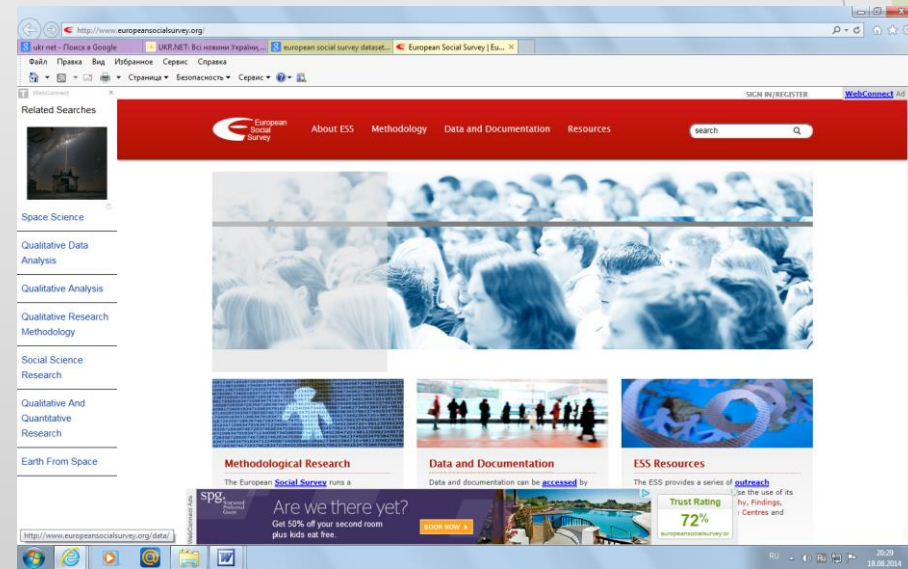 http://www.europeansocialsurvey.org/
ukr net - Поиск в Google
UKR.NET: Всі новини України,...
european social survey dataset...
European Social Survey | Eu...
Файл Правка Вид Избранное Сервис Справка
Страница Безопасность Сервис
WebConnect
SIGN IN/REGISTER
WebConnect Ad
Related Searches
European
Social
Survey
About ESS Methodology Data and Documentation Resources
search
Space Science
Qualitative Data
Analysis
Qualitative Analysis
Qualitative Research
Methodology
Social Science
Research
Qualitative And
Quantitative
Research
Earth From Space
Methodological Research
The European Social Survey runs a
Data and Documentation
Data and documentation can be accessed by
ESS Resources
The ESS provides a series of outreach
se the use of its
hy, Findings,
Centres and
WebConnect Ads
spg.
Starwood
Preferred
Guest
Are we there yet?
Get 50% off your second room
plus kids eat free.
BOOK NOW
Trust Rating
72%
europeansocialsurvey.or
http://www.europeansocialsurvey.org/data/
RU
20:29
18.08.2014